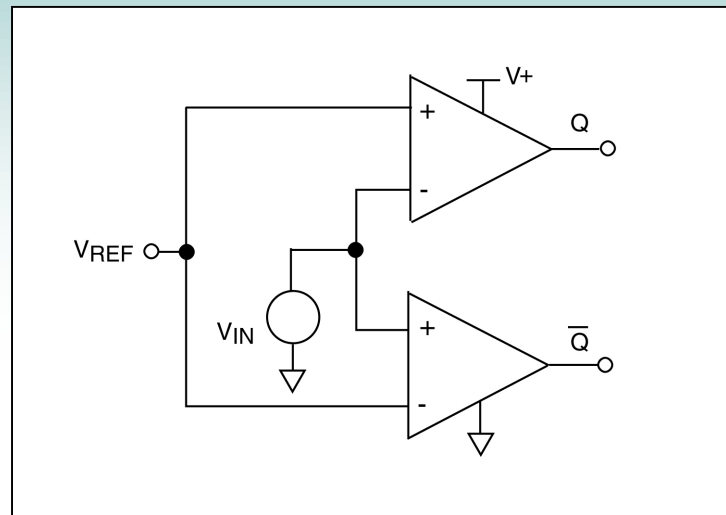 V+
+
Q
-
VREF
VIN
+
Q̅
-